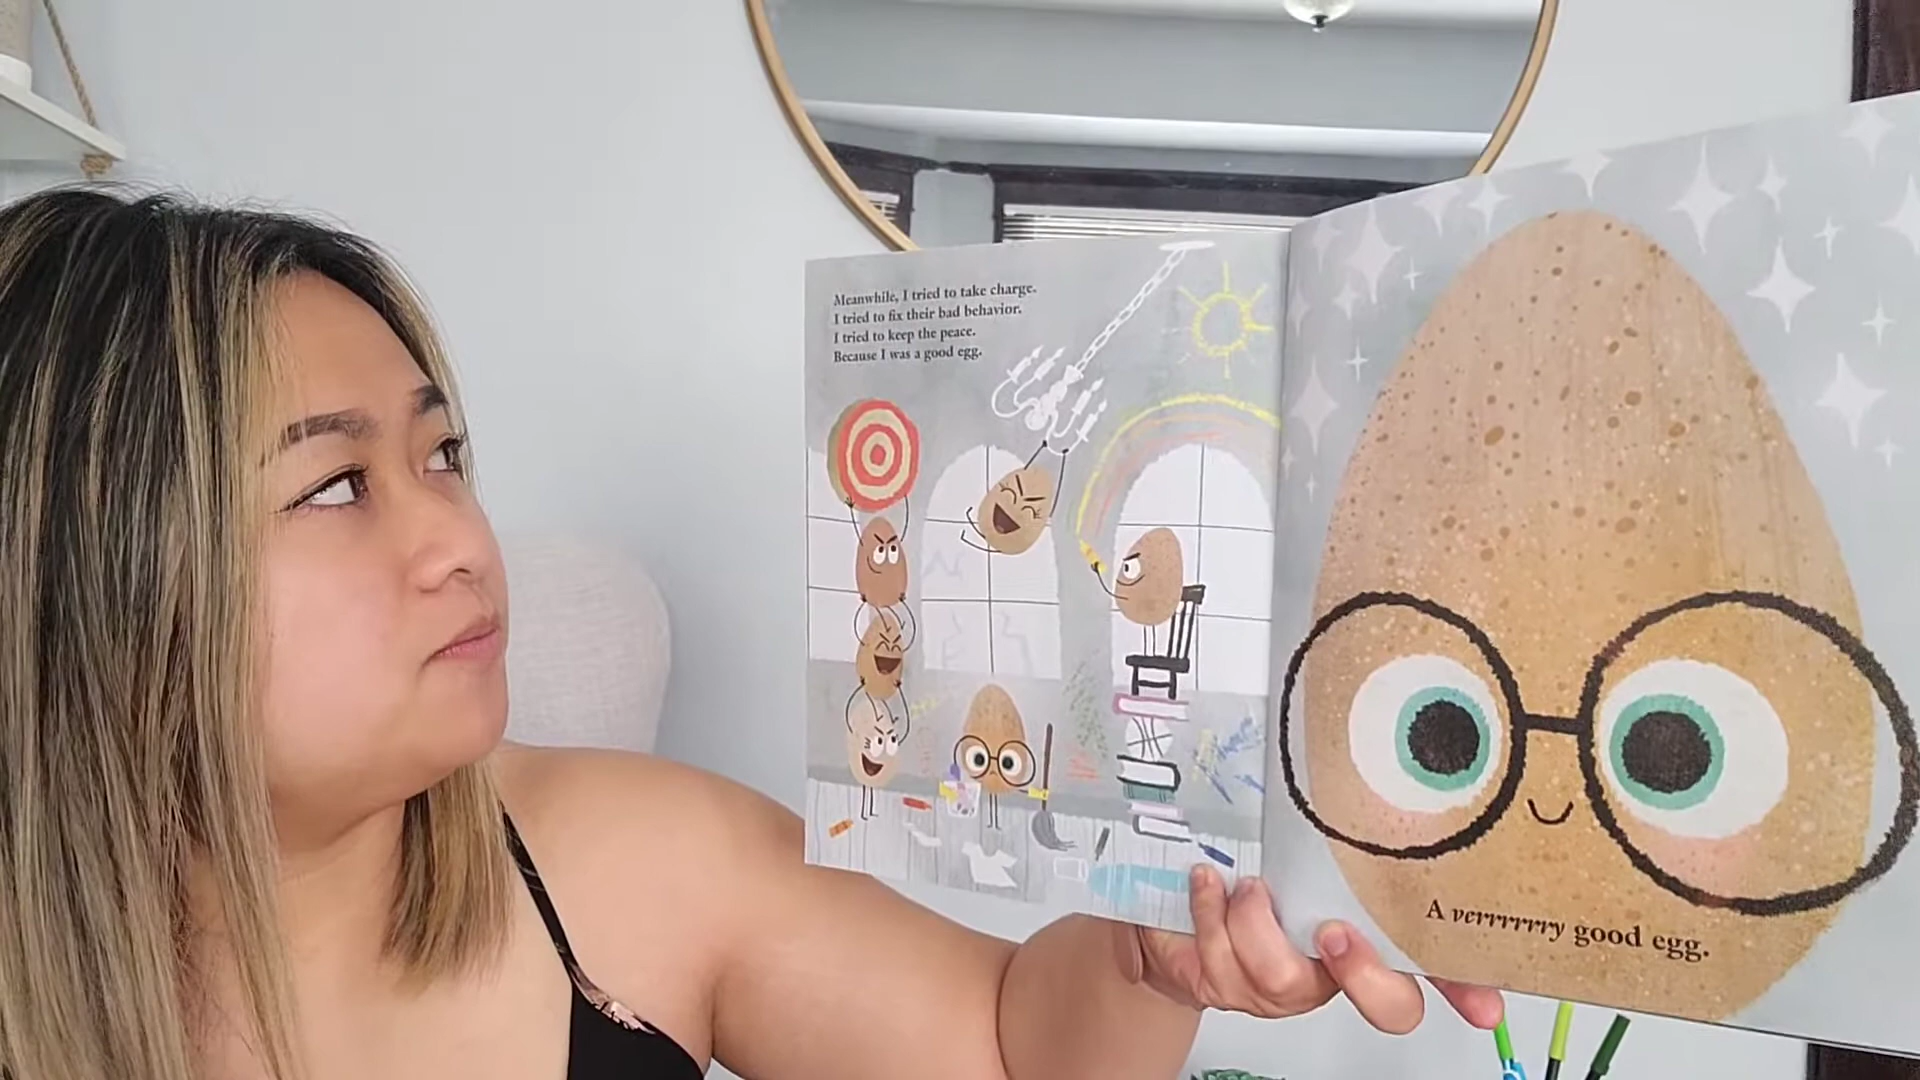 Meanwhile, I tried to take charge.
I tried to fix their bad behavior.
I tried to keep the peace.
Because I was a good egg.
A verrrrrry good egg.